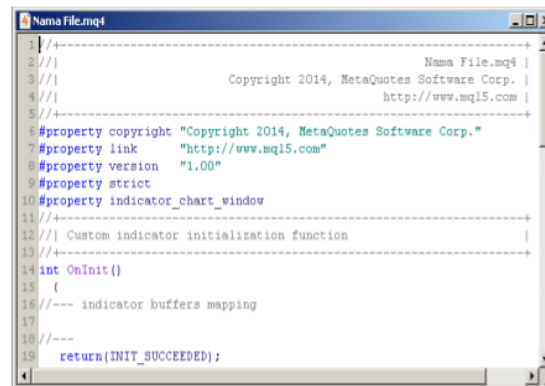 Nama File.mq4
1 //+------------------------------------------------------------------+
2 //| Nama File.mq4 |
3 //| Copyright 2014, MetaQuotes Software Corp. |
4 //| http://www.mql5.com |
5 //+------------------------------------------------------------------+
6 #property copyright "Copyright 2014, MetaQuotes Software Corp."
7 #property link "http://www.mql5.com"
8 #property version "1.00"
9 #property strict
10 #property indicator_chart_window
11 //+------------------------------------------------------------------+
12 //| Custom indicator initialization function |
13 //+------------------------------------------------------------------+
14 int OnInit()
15 {
16 //--- indicator buffers mapping
17
18 //---
19 return(INIT_SUCCEEDED);